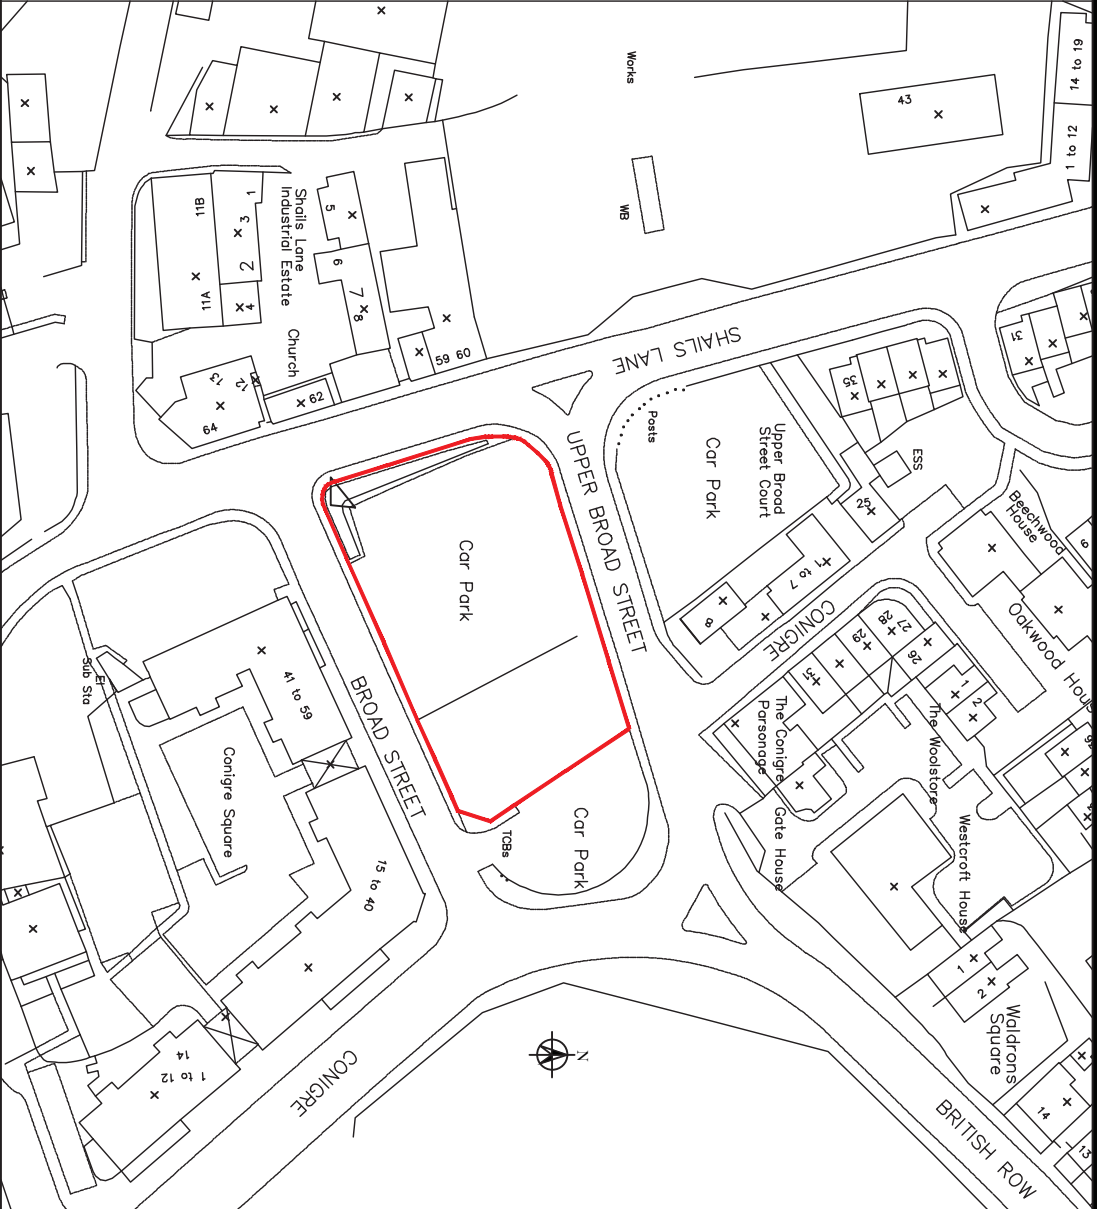 Works
14 to 19
43
1 to 12
11B
1
3
2
11A
4
Shails Lane
Industrial Estate
5
6
7
8
WB
Church
59 60
13
12
62
64
SHAILS LANE
31
35
Posts
Car Park
Upper Broad
Street Court
ESS
25
UPPER BROAD STREET
Beechwood
House
1 to 7
8
CONIGRE
Oakwood
27
28
29
26
31
1
2
Car Park
El
Sub Sta
41 to 59
BROAD STREET
The Conigre
Parsonage
The Woolstore
Conigre Square
Gate House
Westcroft House
Car Park
TCBs
15 to 40
1
2
Waldrons
Square
N
14
1 to 12
CONIGRE
14
13
BRITISH ROW